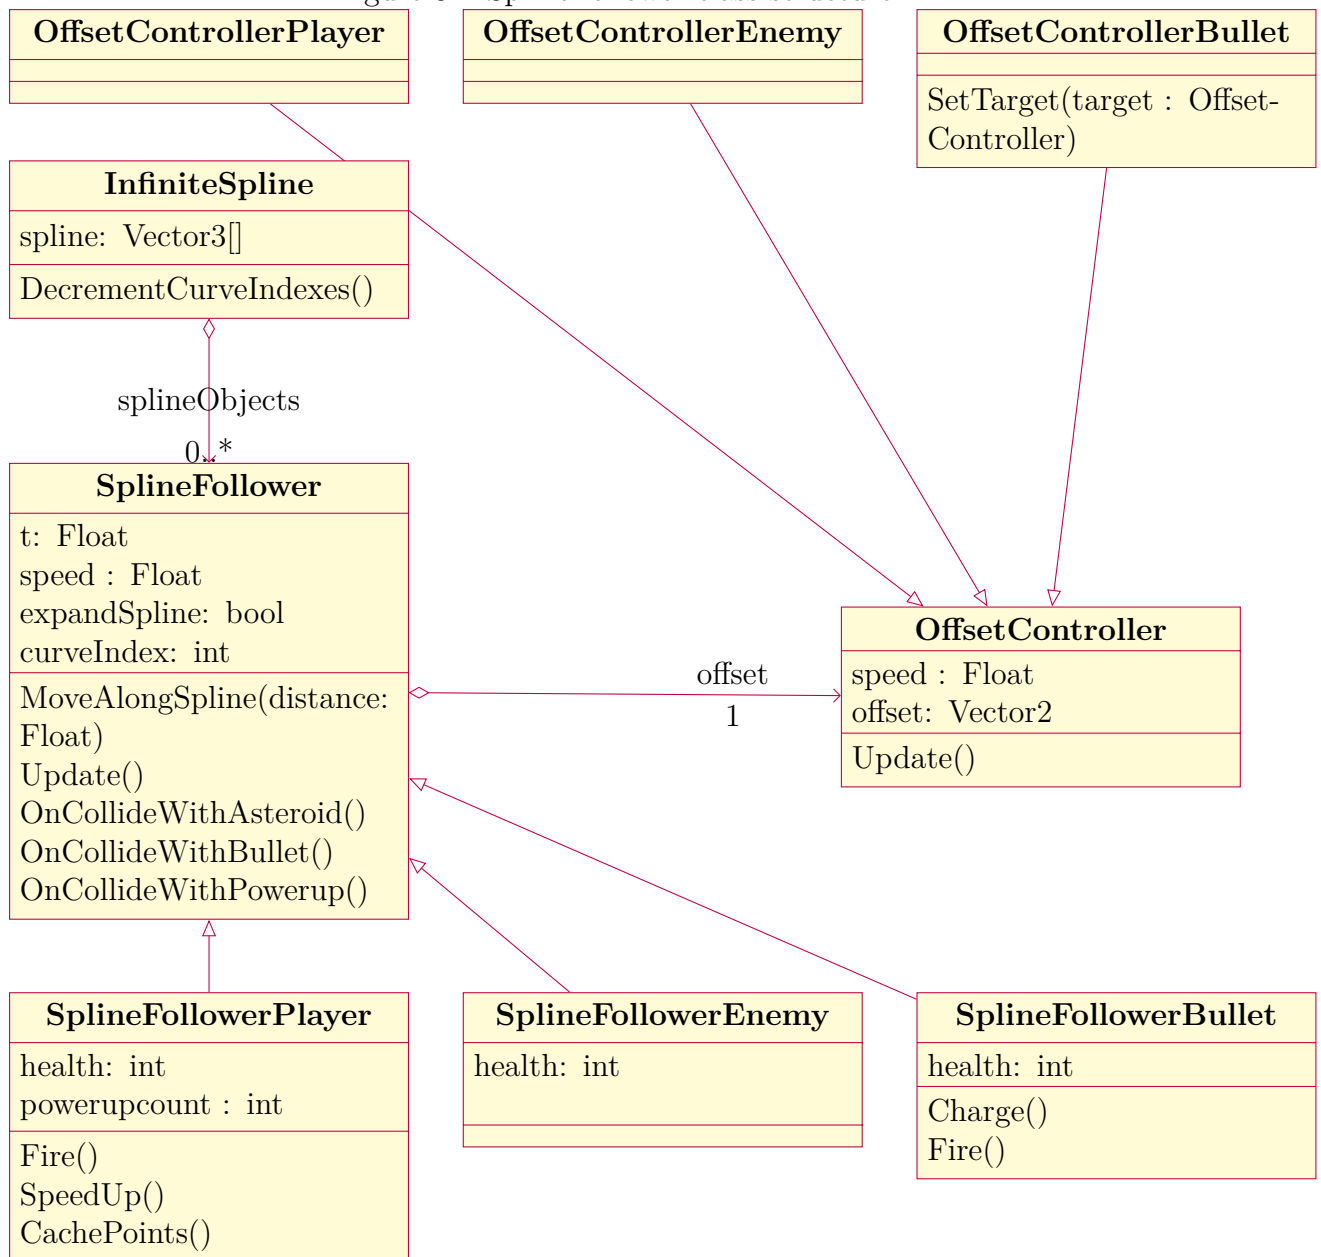 OffsetControllerPlayer
OffsetControllerEnemy
OffsetControllerBullet
SetTarget(target : Offset-
Controller)
InfiniteSpline
spline: Vector3[]
DecrementCurveIndexes()
splineObjects
0..*
SplineFollower
t: Float
speed : Float
expandSpline: bool
curveIndex: int
MoveAlongSpline(distance:
Float)
Update()
OnCollideWithAsteroid()
OnCollideWithBullet()
OnCollideWithPowerup()
offset
1
OffsetController
speed : Float
offset: Vector2
Update()
SplineFollowerPlayer
health: int
powerupcount : int
Fire()
SpeedUp()
CachePoints()
SplineFollowerEnemy
health: int
SplineFollowerBullet
health: int
Charge()
Fire()